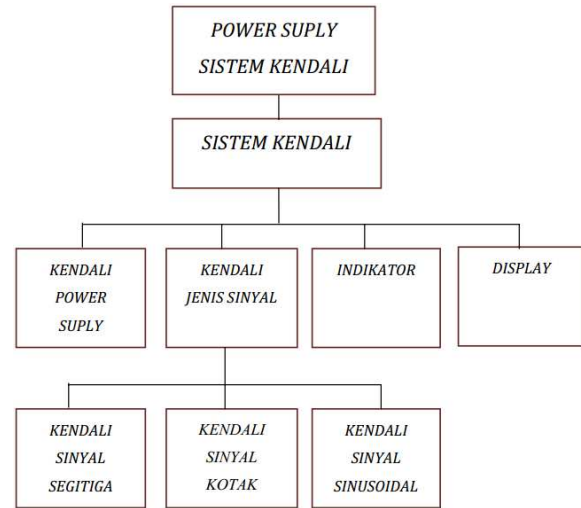 POWER SUPLY
SISTEM KENDALI
SISTEM KENDALI
KENDALI
POWER
SUPLY
KENDALI
JENIS SINYAL
INDIKATOR
DISPLAY
KENDALI
SINYAL
SEGITIGA
KENDALI
SINYAL
KOTAK
KENDALI
SINYAL
SINUSOIDAL